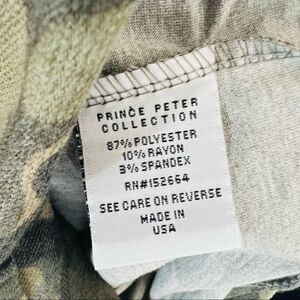 PRINCE PETER
COLLECTION
87% POLYESTER
10% RAYON
3% SPANDEX
RN#152664
SEE CARE ON REVERSE
MADE IN
USA